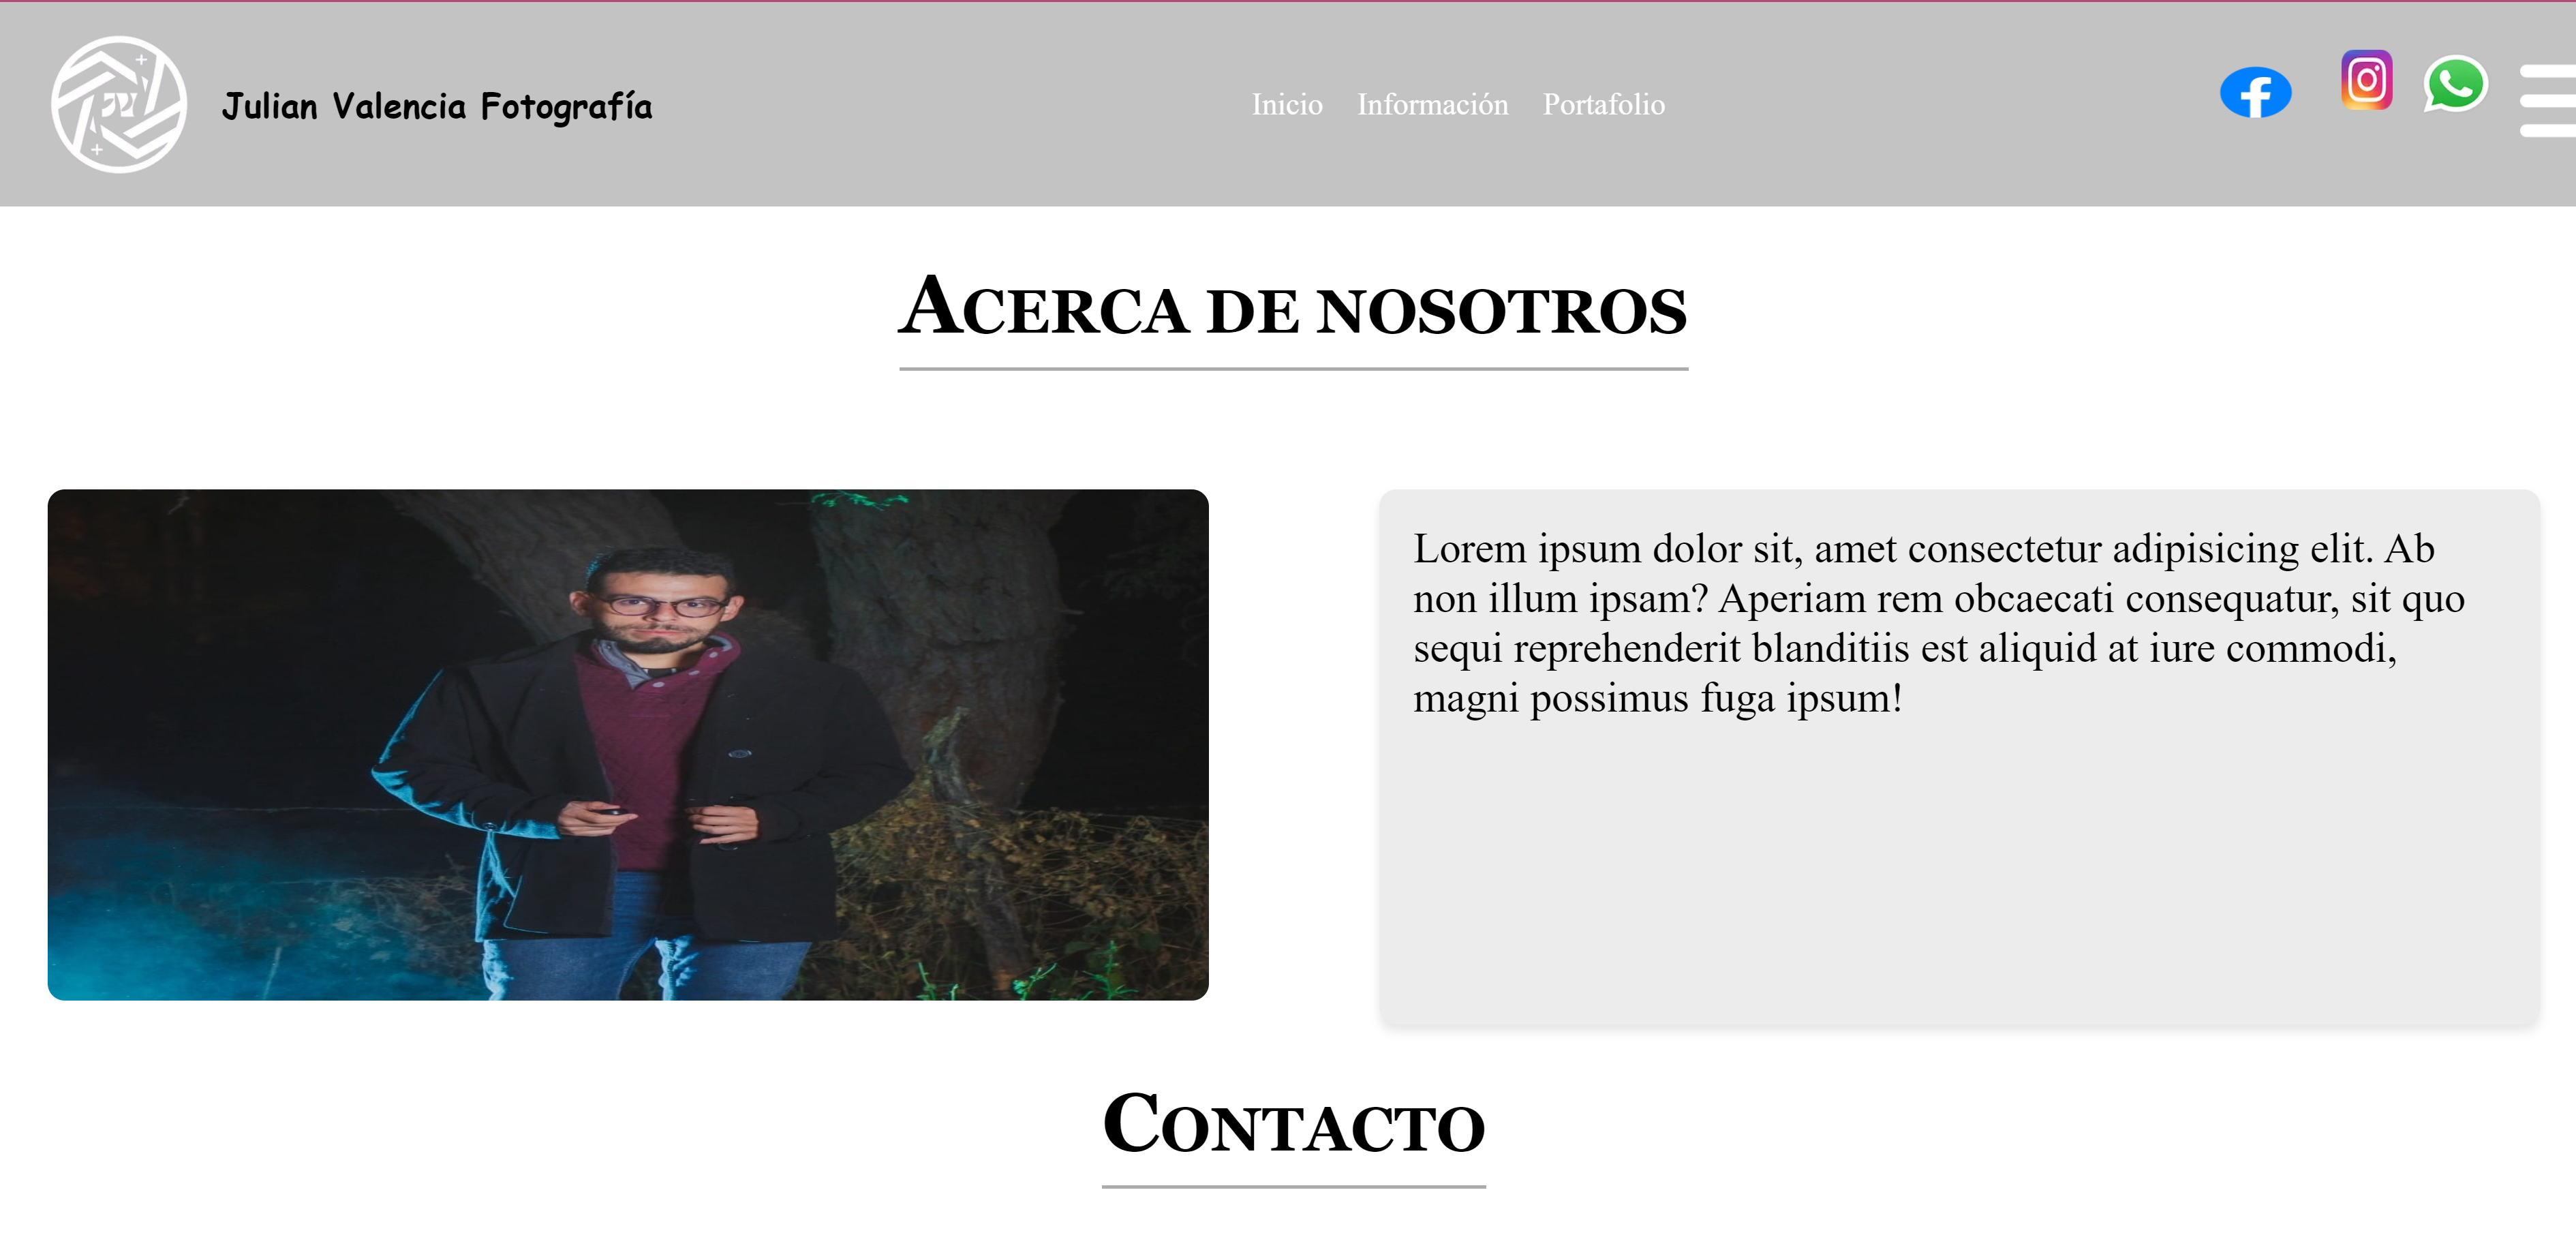 Julian Valencia Fotografía
Inicio Información Portafolio
Acerca de nosotros
Lorem ipsum dolor sit, amet consectetur adipisicing elit. Ab
non illum ipsam? Aperiam rem obcaecati consequatur, sit quo
sequi reprehenderit blanditiis est aliquid at iure commodi,
magni possimus fuga ipsum!
Contacto